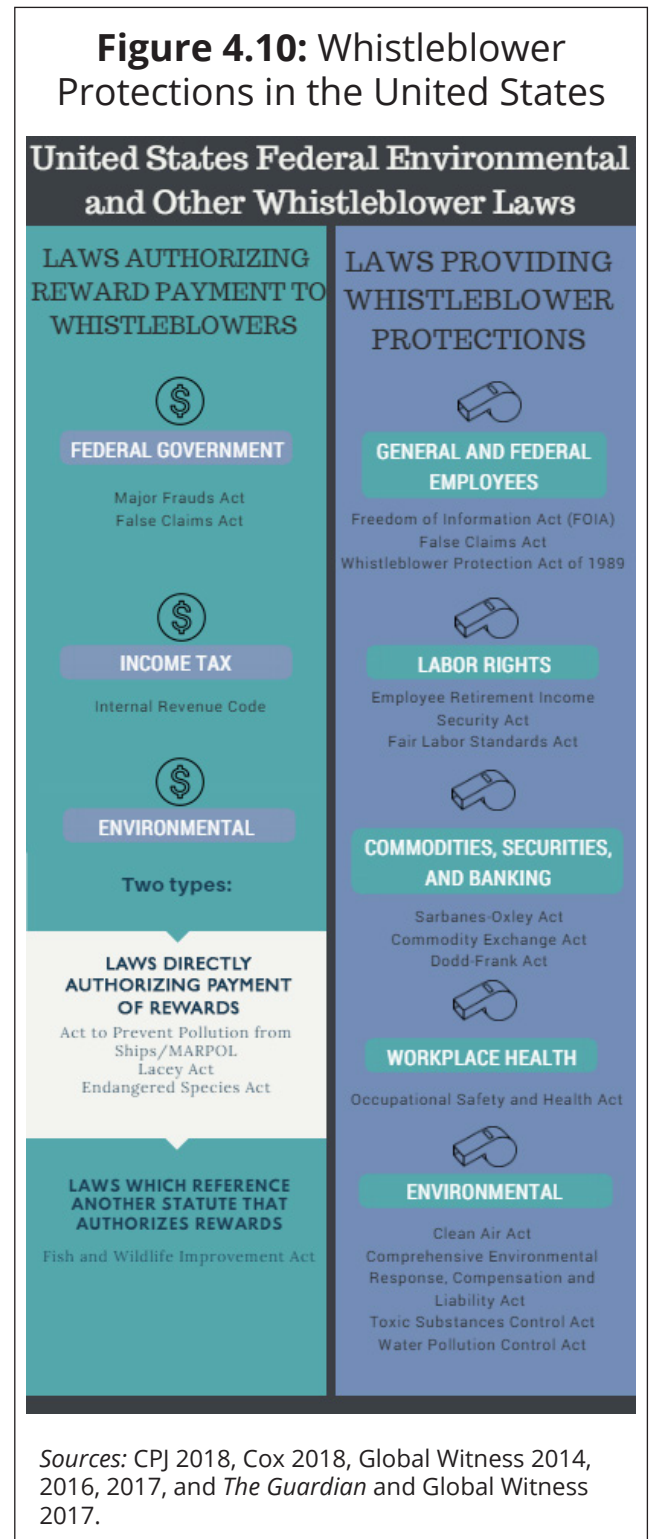 Figure 4.10: Whistleblower
Protections in the United States
United States Federal Environmental
and Other Whistleblower Laws
LAWS AUTHORIZING
REWARD PAYMENT TO
WHISTLEBLOWERS
FEDERAL GOVERNMENT
Major Frauds Act
False Claims Act
INCOME TAX
Internal Revenue Code
ENVIRONMENTAL
Two types:
LAWS DIRECTLY
AUTHORIZING PAYMENT
OF REWARDS
Act to Prevent Pollution from
Ships/MARPOL
Lacey Act
Endangered Species Act
LAWS WHICH REFERENCE
ANOTHER STATUTE THAT
AUTHORIZES REWARDS
Fish and Wildlife Improvement Act
LAWS PROVIDING
WHISTLEBLOWER
PROTECTIONS
GENERAL AND FEDERAL
EMPLOYEES
Freedom of Information Act (FOIA)
False Claims Act
Whistleblower Protection Act of 1989
LABOR RIGHTS
Employee Retirement Income
Security Act
Fair Labor Standards Act
COMMODITIES, SECURITIES,
AND BANKING
Sarbanes-Oxley Act
Commodity Exchange Act
Dodd-Frank Act
WORKPLACE HEALTH
Occupational Safety and Health Act
ENVIRONMENTAL
Clean Air Act
Comprehensive Environmental
Response, Compensation and
Liability Act
Toxic Substances Control Act
Water Pollution Control Act
Sources: CPJ 2018, Cox 2018, Global Witness 2014,
2016, 2017, and The Guardian and Global Witness
2017.